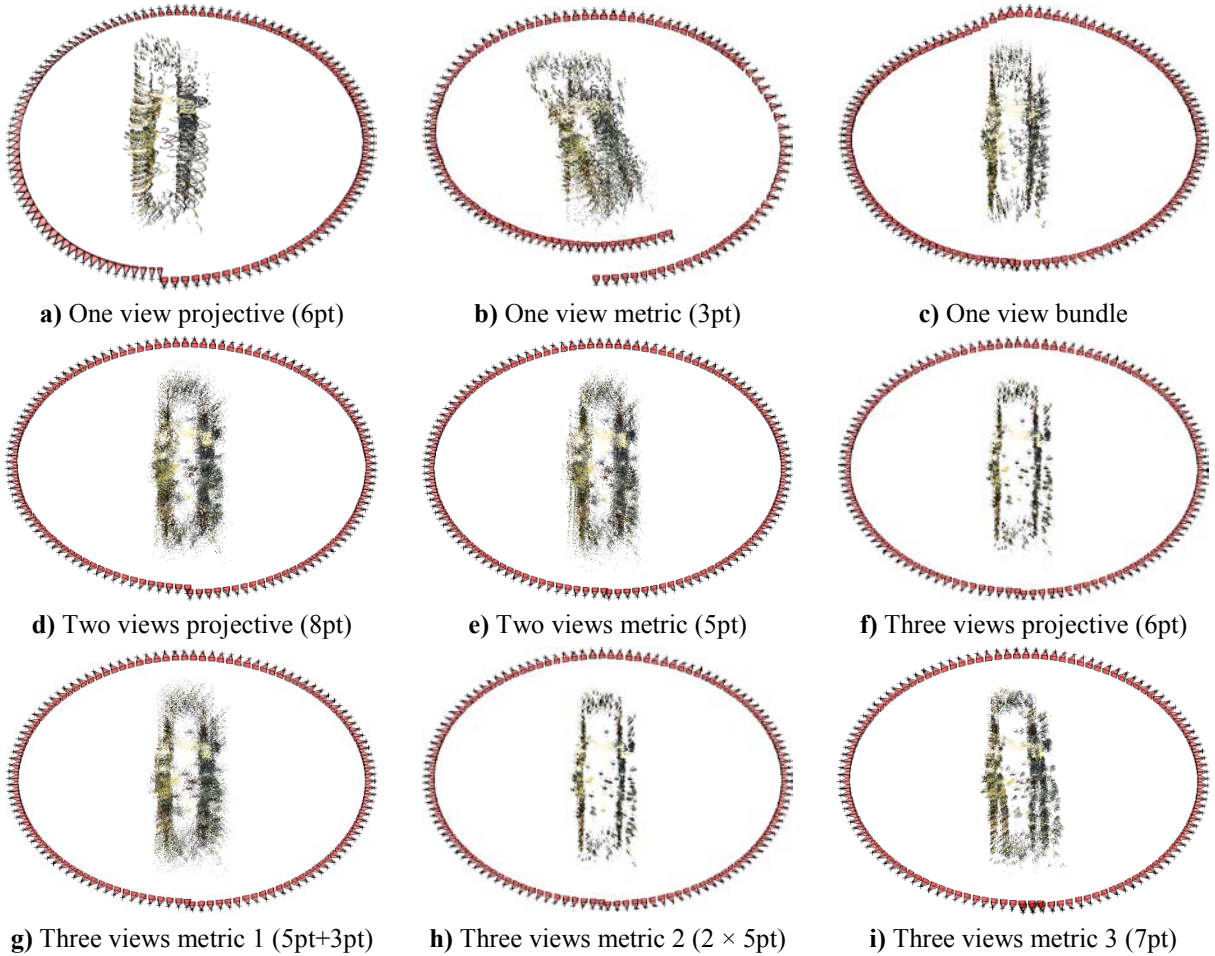 a) One view projective (6pt)
b) One view metric (3pt)
c) One view bundle
d) Two views projective (8pt)
e) Two views metric (5pt)
f) Three views projective (6pt)
g) Three views metric 1 (5pt+3pt)
h) Three views metric 2 (2 × 5pt)
i) Three views metric 3 (7pt)